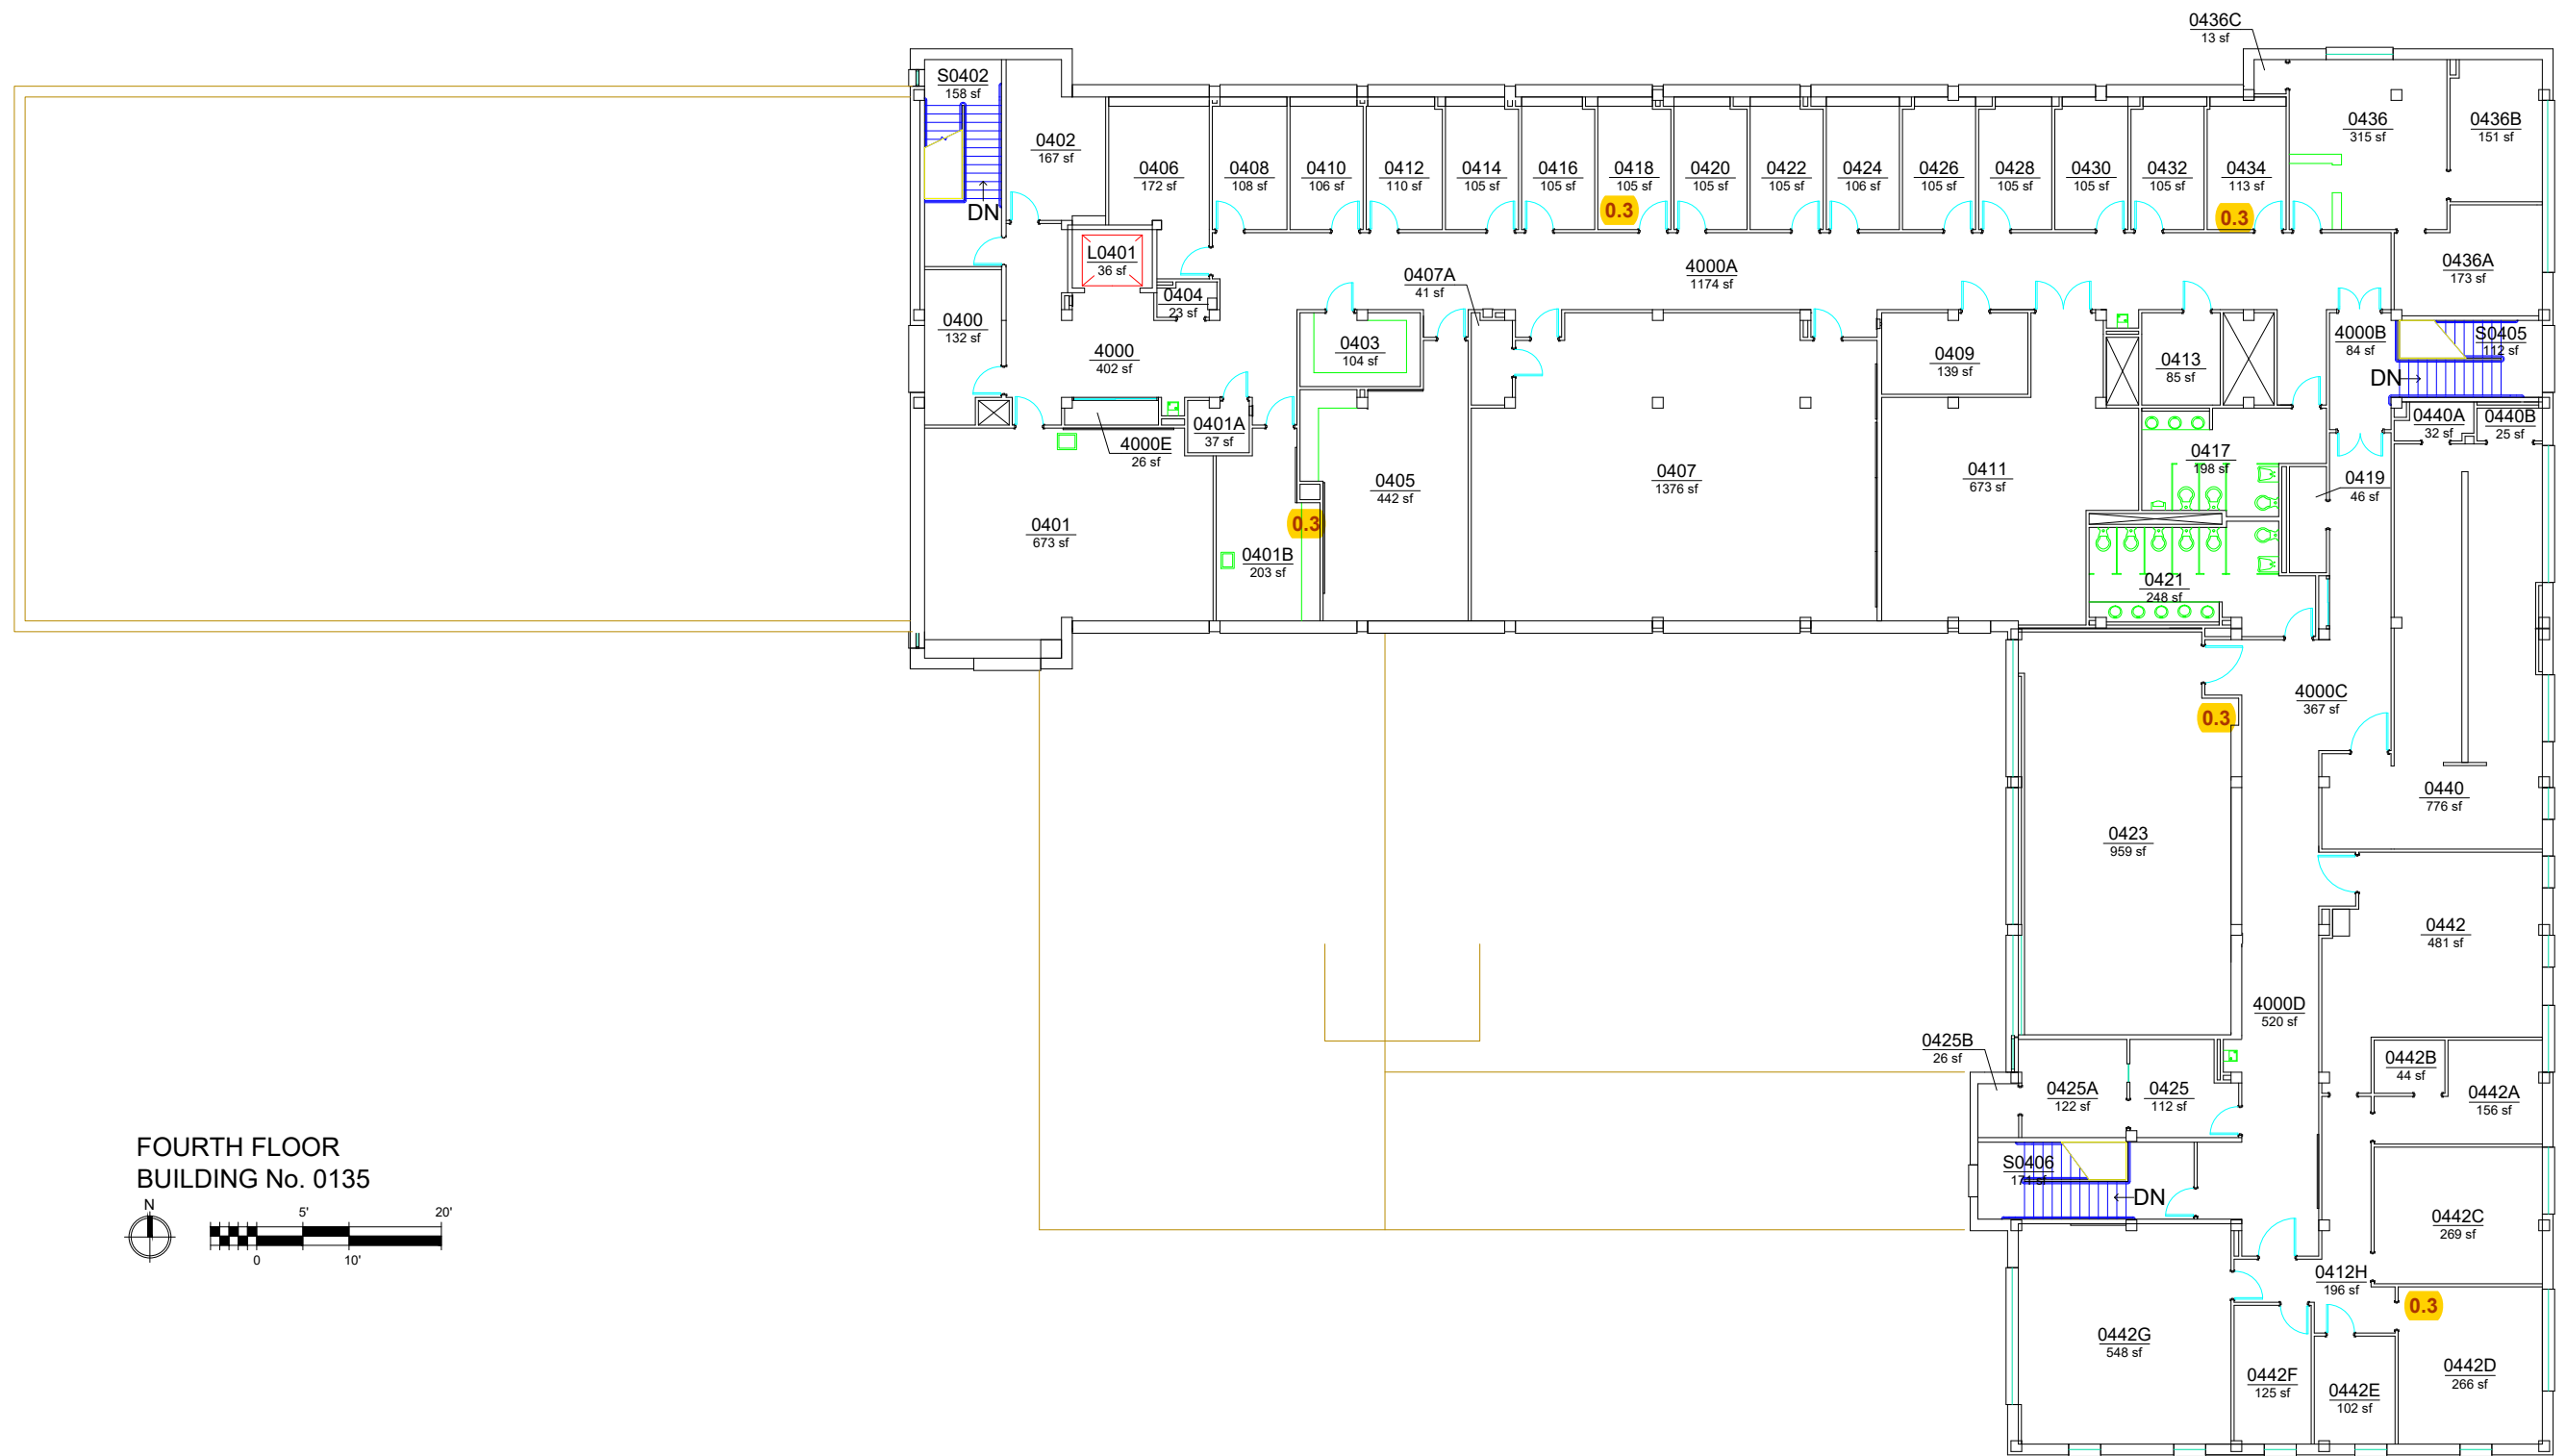 0436C
13 sf
S0402
158 sf
0402
167 sf
0406
172 sf
0408
108 sf
0410
106 sf
0412
110 sf
0414
105 sf
0416
105 sf
0418
105 sf
0420
105 sf
0422
105 sf
0424
106 sf
0426
105 sf
0428
105 sf
0430
105 sf
0432
105 sf
0434
113 sf
0436
315 sf
0436B
151 sf
DN
0.3
0.3
L0401
36 sf
0404
23 sf
0407A
41 sf
4000A
1174 sf
0436A
173 sf
0400
132 sf
4000
402 sf
0403
104 sf
0409
139 sf
0413
85 sf
4000B
84 sf
S0405
112 sf
DN
0401A
37 sf
4000E
26 sf
0440A
32 sf
0440B
25 sf
0401
673 sf
0.3
0401B
203 sf
0405
442 sf
0407
1376 sf
0411
673 sf
0417
198 sf
0419
46 sf
0421
248 sf
4000C
367 sf
0.3
0423
959 sf
0440
776 sf
0442
481 sf
4000D
520 sf
0425B
26 sf
0425A
122 sf
0425
112 sf
0442B
44 sf
0442A
156 sf
S0406
171 sf
DN
0442C
269 sf
0412H
196 sf
0.3
0442G
548 sf
0442F
125 sf
0442E
102 sf
0442D
266 sf
FOURTH FLOOR
BUILDING No. 0135
N
5'
20'
0
10'